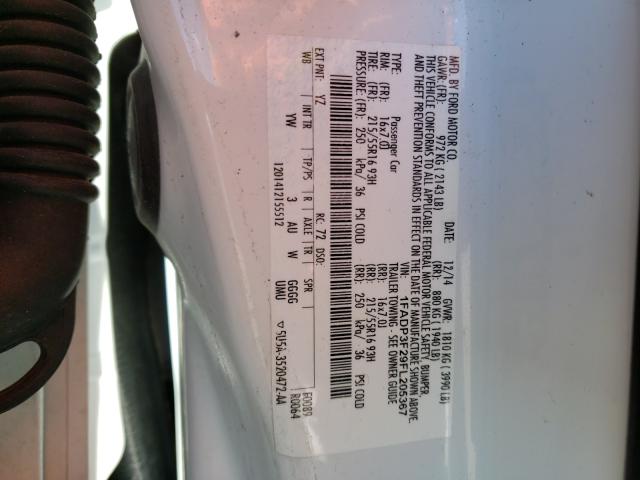 MFD. BY FORD MOTOR CO.
DATE: 12/14 GVWR: 1810 KG ( 3990 LB)
GAWR: (FR): 972 KG ( 2143 LB) (RR): 880 KG ( 1940 LB)
THIS VEHICLE CONFORMS TO ALL APPLICABLE FEDERAL MOTOR VEHICLE SAFETY, BUMPER,
AND THEFT PREVENTION STANDARDS IN EFFECT ON THE DATE OF MANUFACTURE SHOWN ABOVE.
VIN: 1FADP3F29FL205367
TYPE: Passenger Car TRAILER TOWING - SEE OWNER GUIDE
RIM: (FR): 16x7.0J (RR): 16x7.0J
TIRE: (FR): 215/55R16 93H (RR): 215/55R16 93H
PRESSURE: (FR): 250 kPa/ 36 PSI COLD (RR): 250 kPa/ 36 PSI COLD
EXT PNT: YZ RC: 72 DSO: F0089
WB INT TR TP/PS R AXLE TR SPR R0064
YW 3 AU W GGGG UMU
1201412155512 5U5A-3520472-AA